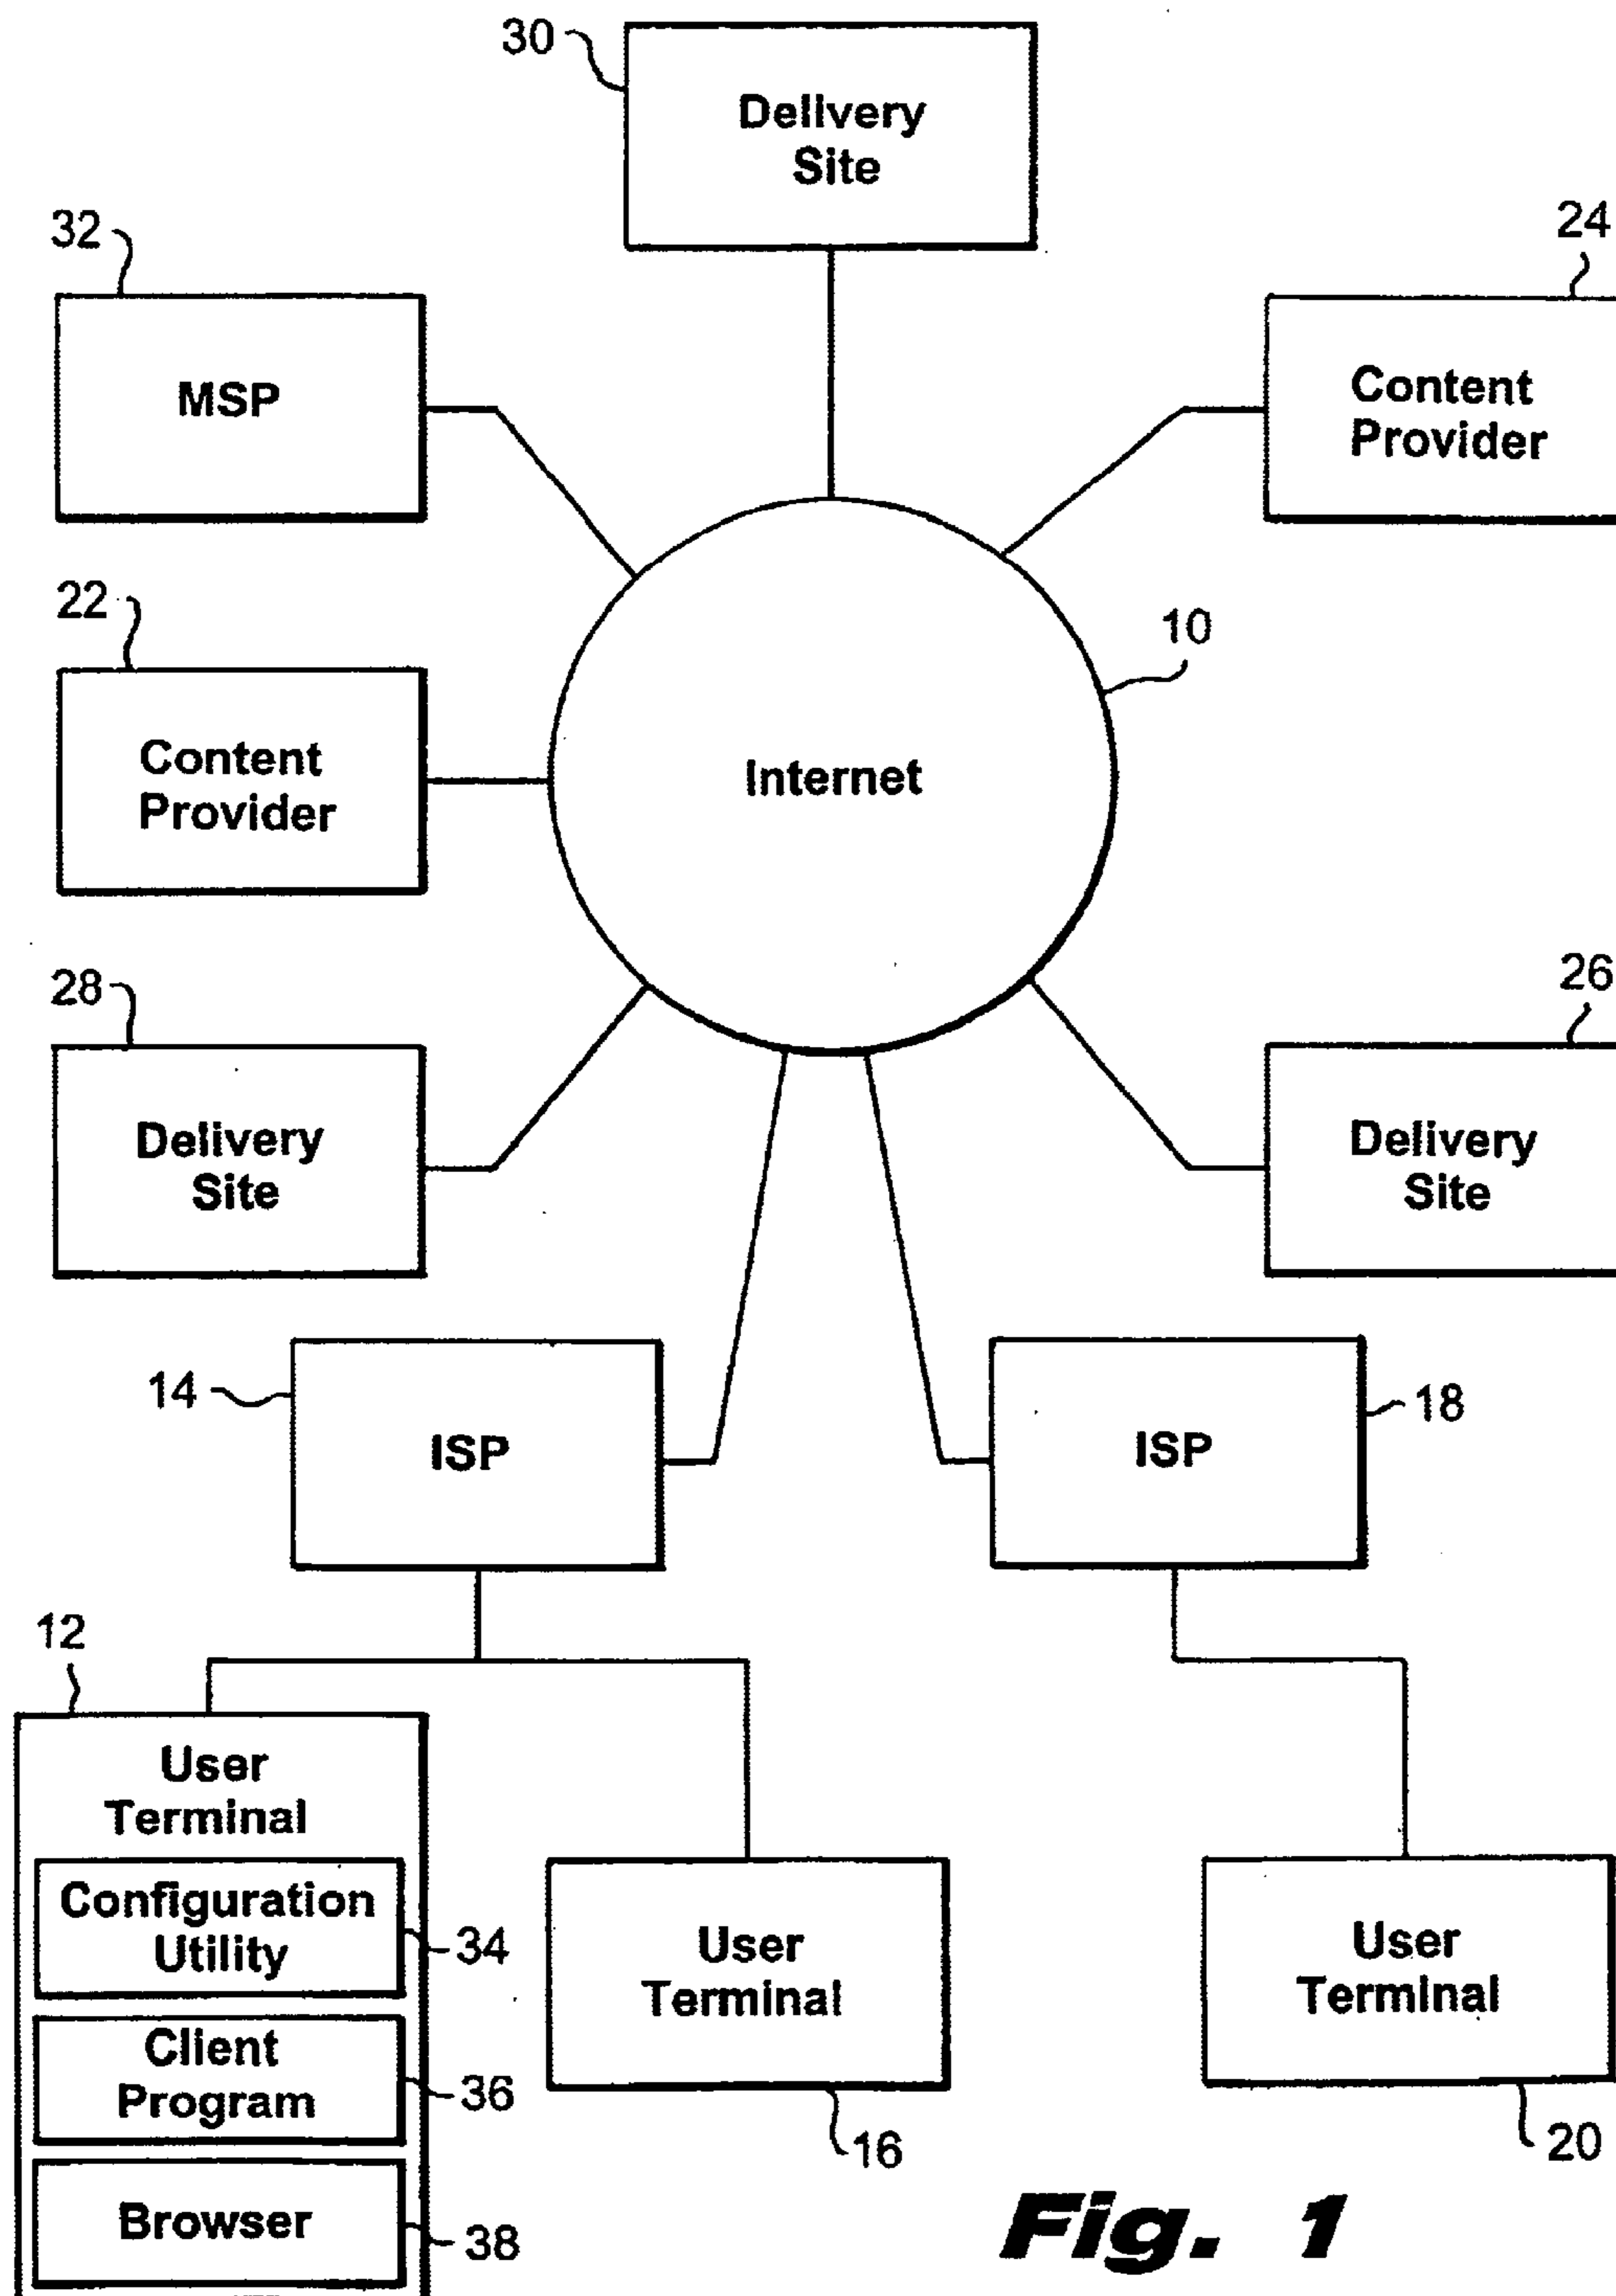 30
Delivery
Site
32
MSP
24
Content
Provider
22
Content
Provider
10
Internet
28
Delivery
Site
26
Delivery
Site
14
ISP
18
ISP
12
User
Terminal
Configuration
Utility
34
Client
Program
36
Browser
38
User
Terminal
16
User
Terminal
20
Fig. 1